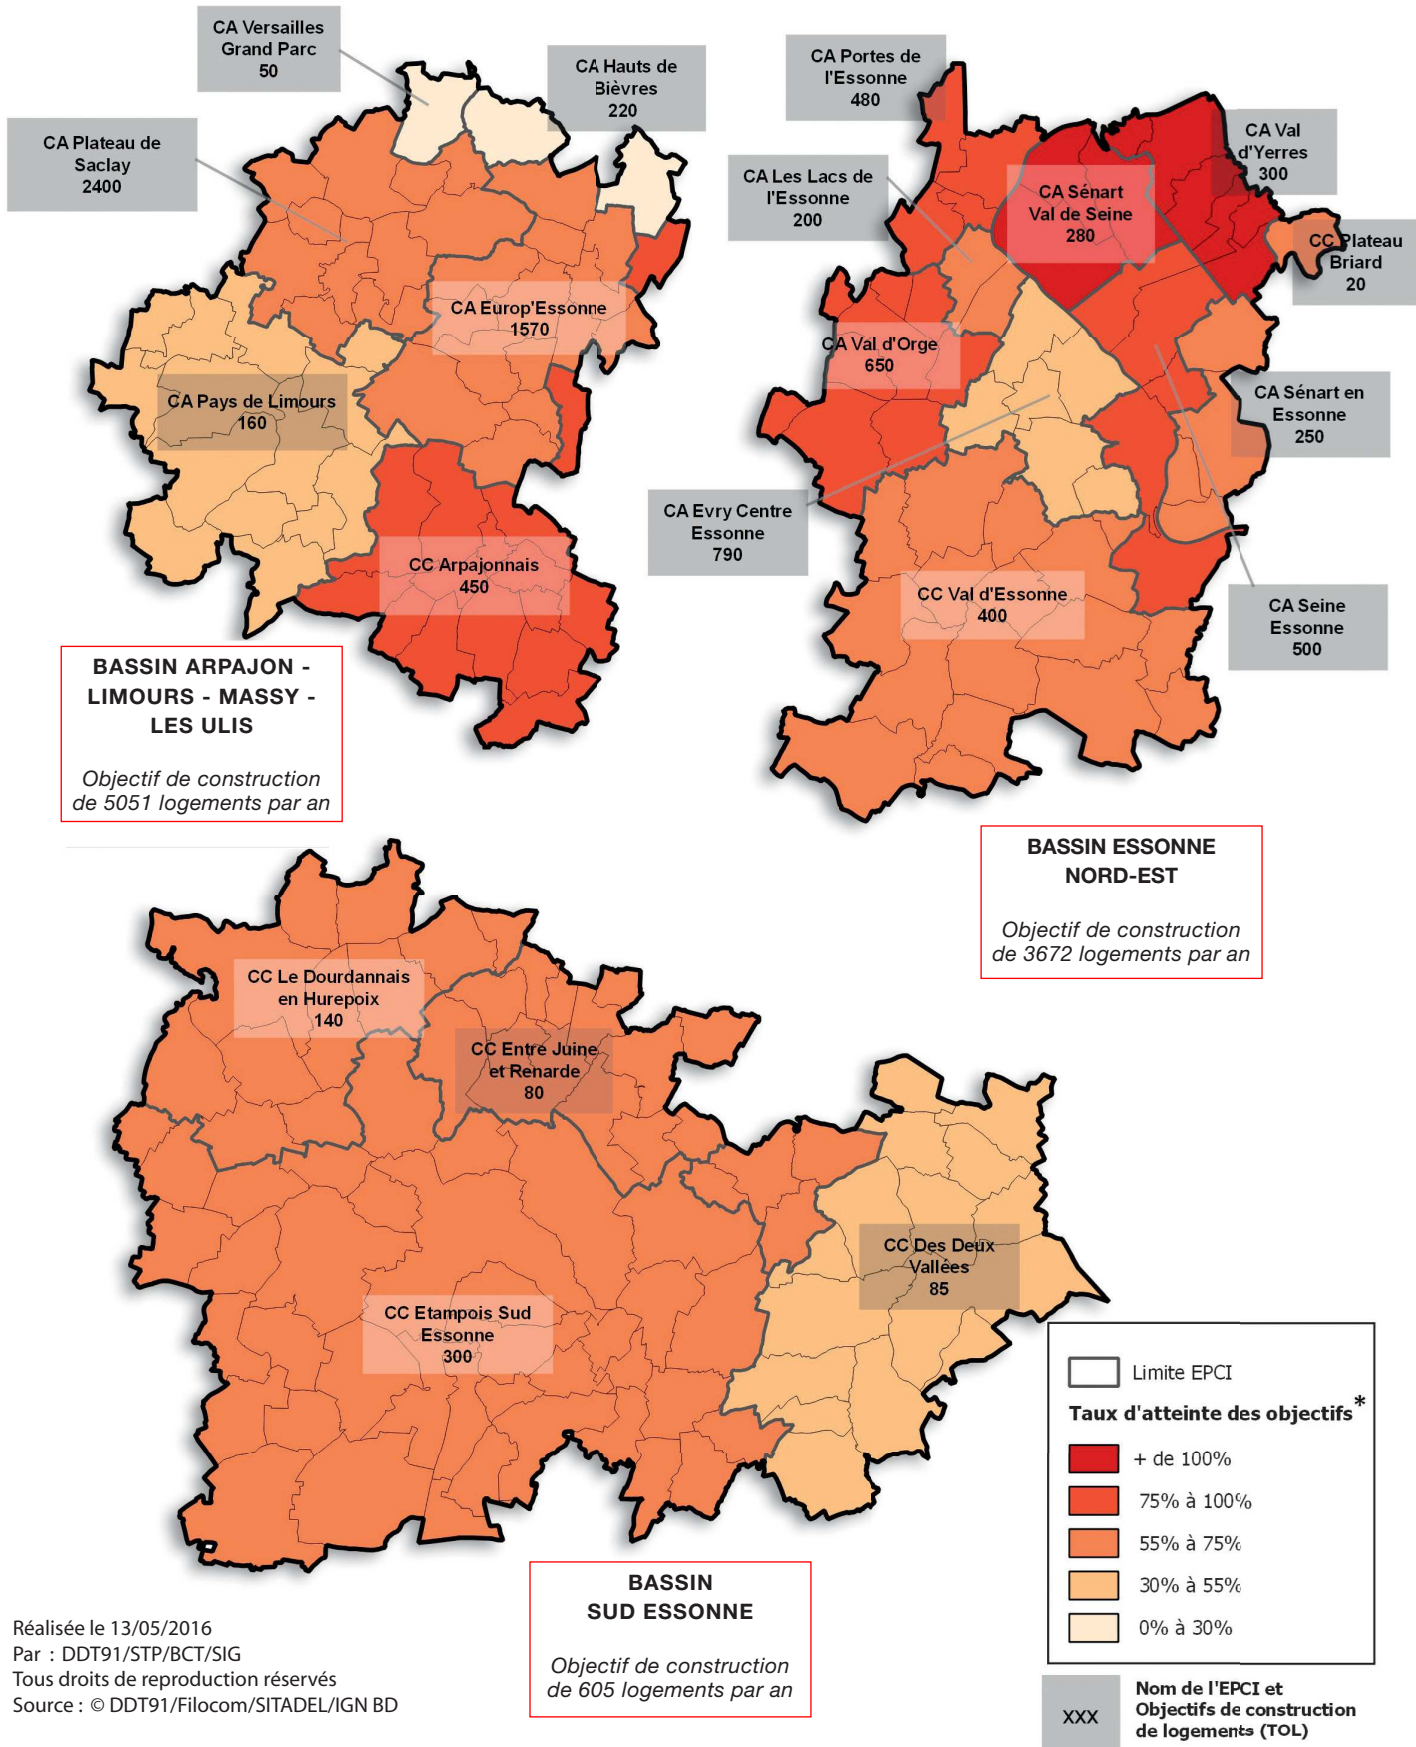 CA Versailles
Grand Parc
50
CA Hauts de
Bièvres
220
CA Plateau de
Saclay
2400
CA Europ'Essonne
1570
CA Pays de Limours
160
CC Arpajonnais
450
BASSIN ARPAJON -
LIMOURS - MASSY -
LES ULIS
Objectif de construction
de 5051 logements par an
CA Portes de
l'Essonne
480
CA Val
d'Yerres
300
CA Les Lacs de
l'Essonne
200
CA Sénart
Val de Seine
280
CC Plateau
Briard
20
CA Val d'Orge
650
CA Sénart en
Essonne
250
CA Evry Centre
Essonne
790
CC Val d'Essonne
400
CA Seine
Essonne
500
BASSIN ESSONNE
NORD-EST
Objectif de construction
de 3672 logements par an
CC Le Dourdannais
en Hurepoix
140
CC Entre Juine
et Renarde
80
CC Des Deux
Vallées
85
CC Etampois Sud
Essonne
300
BASSIN
SUD ESSONNE
Objectif de construction
de 605 logements par an
Limite EPCI
Taux d'atteinte des objectifs*
+ de 100%
75% à 100%
55% à 75%
30% à 55%
0% à 30%
XXX
Nom de l'EPCI et
Objectifs de construction
de logements (TOL)
Réalisée le 13/05/2016
Par : DDT91/STP/BCT/SIG
Tous droits de reproduction réservés
Source : © DDT91/Filocom/SITADEL/IGN BD